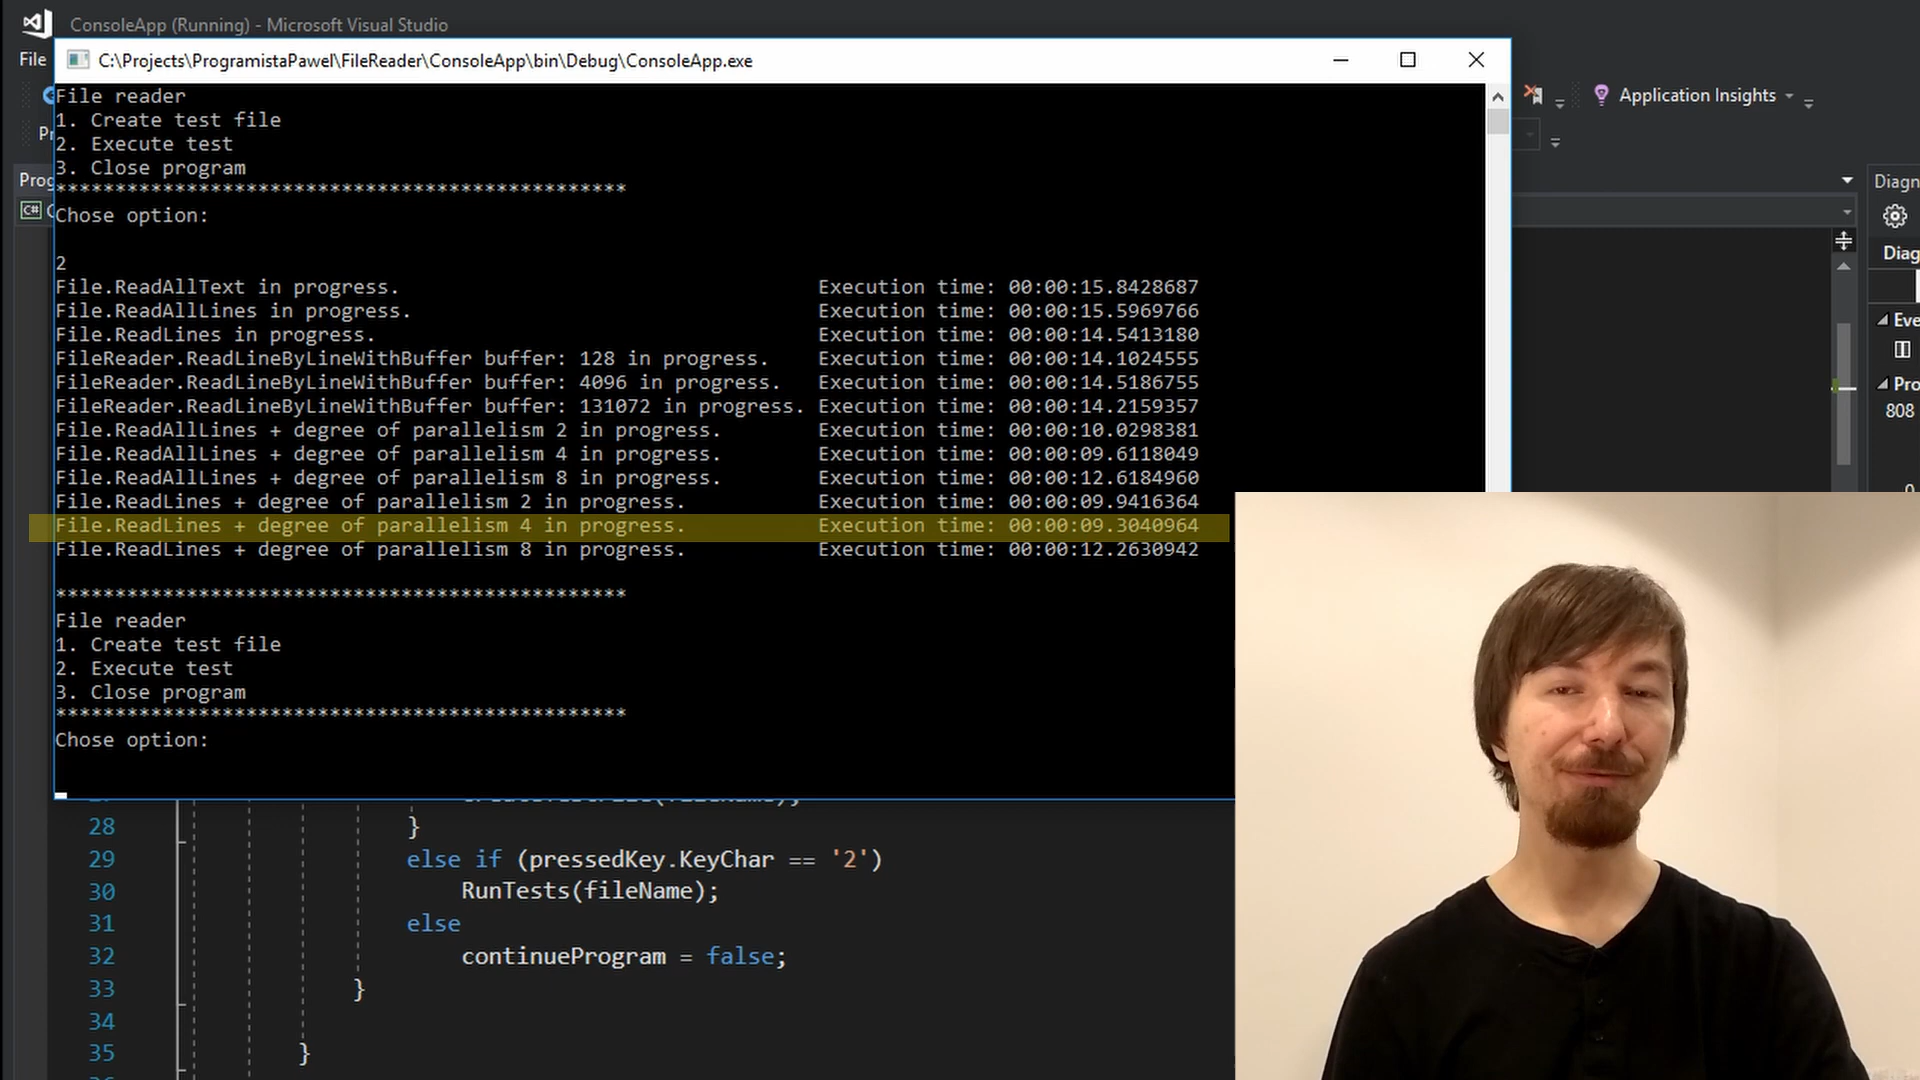 ConsoleApp (Running) - Microsoft Visual Studio
File
C:\Projects\ProgramistaPawel\FileReader\ConsoleApp\bin\Debug\ConsoleApp.exe
Application Insights
File reader
1. Create test file
2. Execute test
3. Close program
************************************************
Chose option:
2
File.ReadAllText in progress. Execution time: 00:00:15.8428687
File.ReadAllLines in progress. Execution time: 00:00:15.5969766
File.ReadLines in progress. Execution time: 00:00:14.5413180
FileReader.ReadLineByLineWithBuffer buffer: 128 in progress. Execution time: 00:00:14.1024555
FileReader.ReadLineByLineWithBuffer buffer: 4096 in progress. Execution time: 00:00:14.5186755
FileReader.ReadLineByLineWithBuffer buffer: 131072 in progress. Execution time: 00:00:14.2159357
File.ReadAllLines + degree of parallelism 2 in progress. Execution time: 00:00:10.0298381
File.ReadAllLines + degree of parallelism 4 in progress. Execution time: 00:00:09.6118049
File.ReadAllLines + degree of parallelism 8 in progress. Execution time: 00:00:12.6184960
File.ReadLines + degree of parallelism 2 in progress. Execution time: 00:00:09.9416364
File.ReadLines + degree of parallelism 4 in progress. Execution time: 00:00:09.3040964
File.ReadLines + degree of parallelism 8 in progress. Execution time: 00:00:12.2630942
************************************************
File reader
1. Create test file
2. Execute test
3. Close program
************************************************
Chose option:
Prog
C#
Diagn
Diag
Eve
Pro
808
28 }
29 else if (pressedKey.KeyChar == '2')
30 RunTests(fileName);
31 else
32 continueProgram = false;
33 }
34
35 }